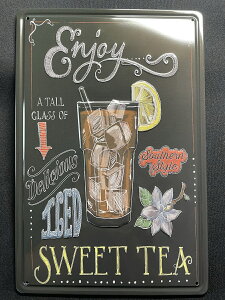 Enjoy
A TALL
GLASS OF
Delicious
ICED
Southern
Style
SWEET TEA